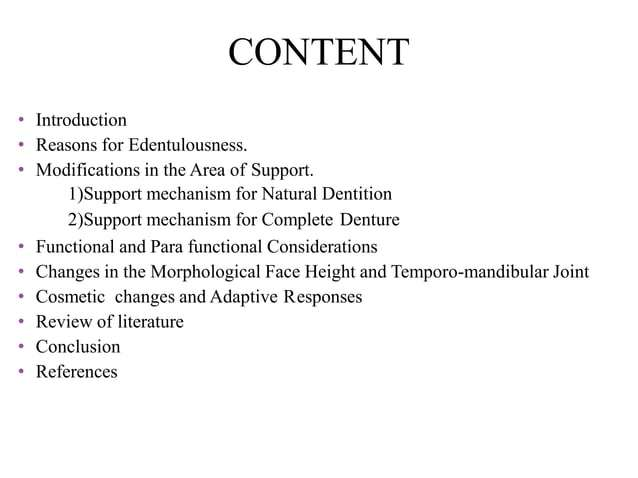 CONTENT
• Introduction
• Reasons for Edentulousness.
• Modifications in the Area of Support.
1)Support mechanism for Natural Dentition
2)Support mechanism for Complete Denture
• Functional and Para functional Considerations
• Changes in the Morphological Face Height and Temporo-mandibular Joint
• Cosmetic changes and Adaptive Responses
• Review of literature
• Conclusion
• References